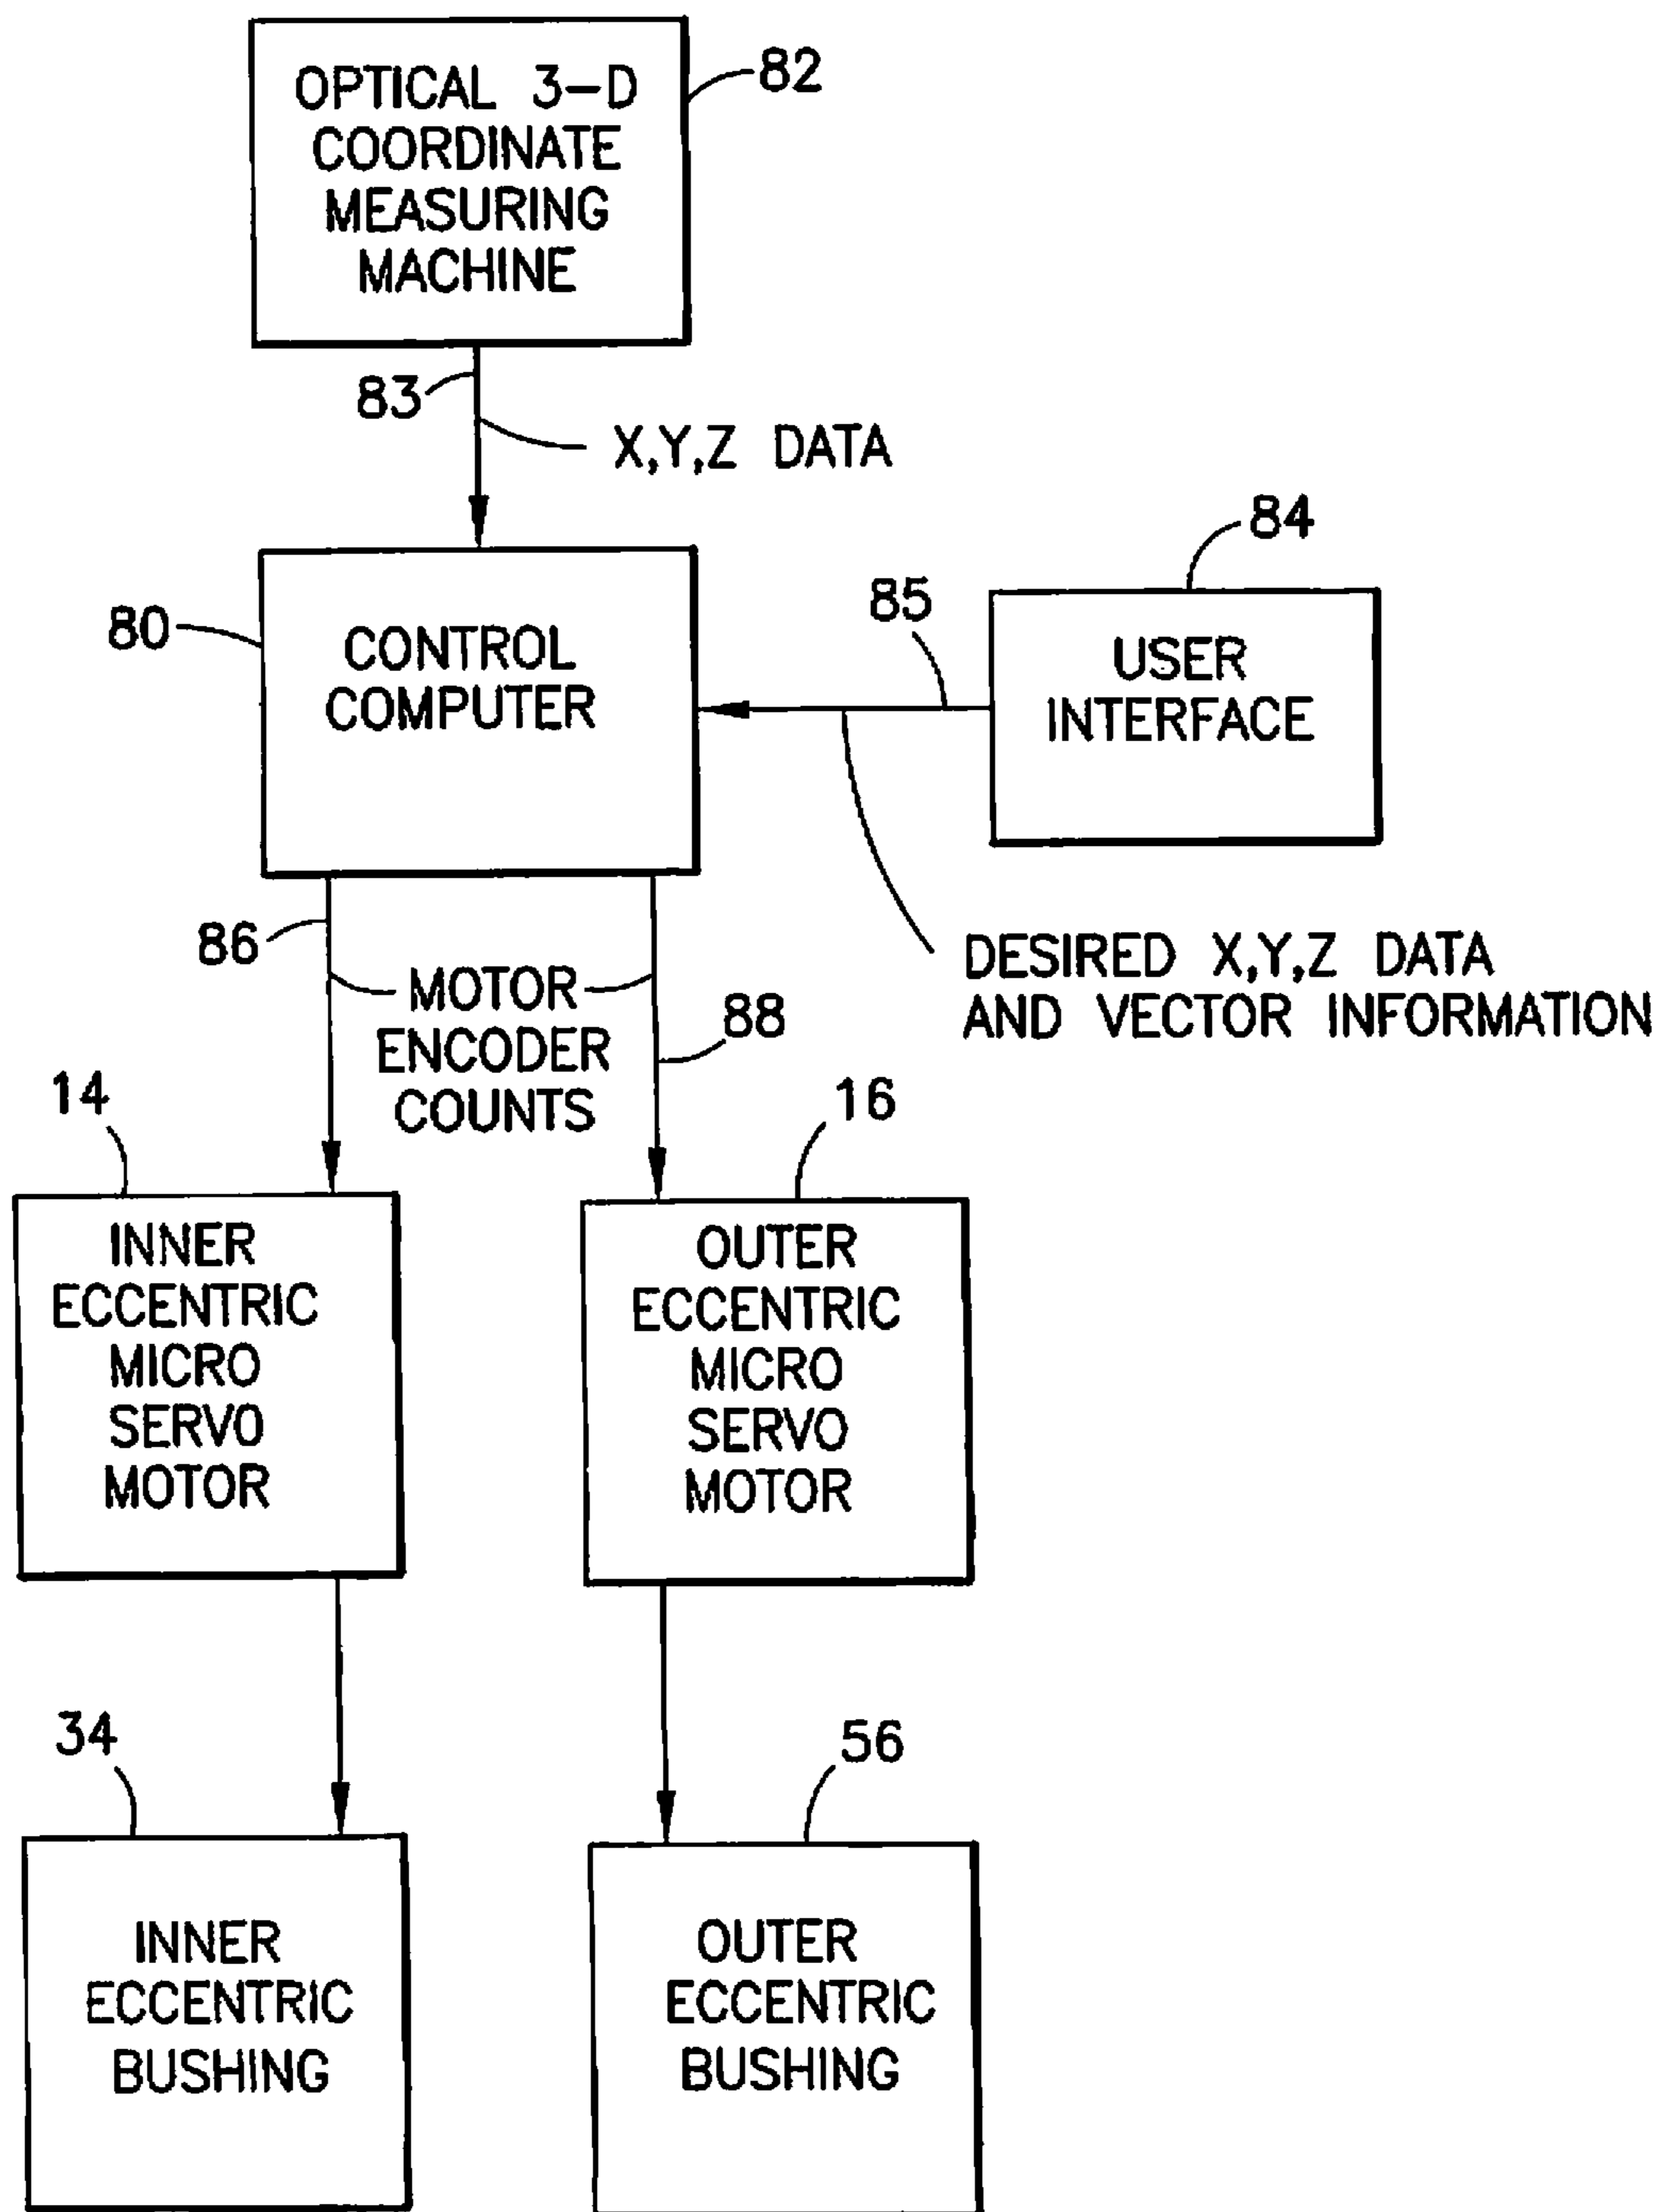 OPTICAL 3-D
COORDINATE
MEASURING
MACHINE
82
83
X,Y,Z DATA
84
85
80
CONTROL
COMPUTER
USER
INTERFACE
86
DESIRED X,Y,Z DATA
AND VECTOR INFORMATION
MOTOR
ENCODER
COUNTS
88
14
16
INNER
ECCENTRIC
MICRO
SERVO
MOTOR
OUTER
ECCENTRIC
MICRO
SERVO
MOTOR
34
56
INNER
ECCENTRIC
BUSHING
OUTER
ECCENTRIC
BUSHING